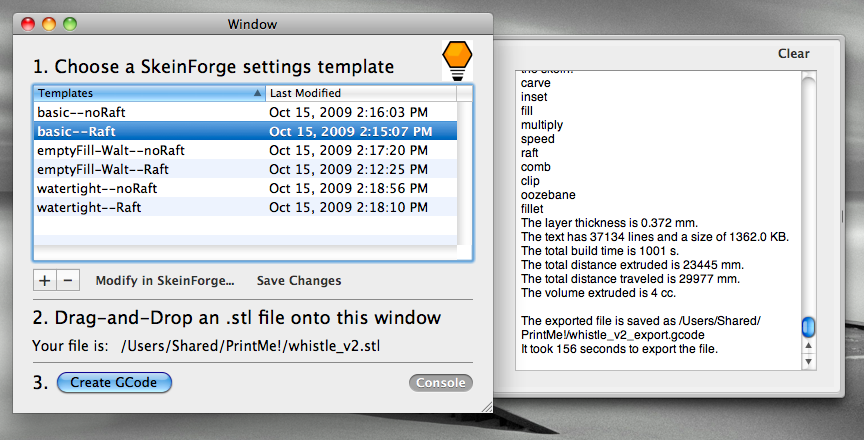 Window
1. Choose a SkeinForge settings template
Templates Last Modified
basic--noRaft Oct 15, 2009 2:16:03 PM
basic--Raft Oct 15, 2009 2:15:07 PM
emptyFill-Walt--noRaft Oct 15, 2009 2:17:20 PM
emptyFill-Walt--Raft Oct 15, 2009 2:12:25 PM
watertight--noRaft Oct 15, 2009 2:18:56 PM
watertight--Raft Oct 15, 2009 2:18:10 PM
+ − Modify in SkeinForge... Save Changes
2. Drag-and-Drop an .stl file onto this window
Your file is: /Users/Shared/PrintMe!/whistle_v2.stl
3. Create GCode Console
Clear
the skein:
carve
inset
fill
multiply
speed
raft
comb
clip
oozebane
fillet
The layer thickness is 0.372 mm.
The text has 37134 lines and a size of 1362.0 KB.
The total build time is 1001 s.
The total distance extruded is 23445 mm.
The total distance traveled is 29977 mm.
The volume extruded is 4 cc.
The exported file is saved as /Users/Shared/
PrintMe!/whistle_v2_export.gcode
It took 156 seconds to export the file.